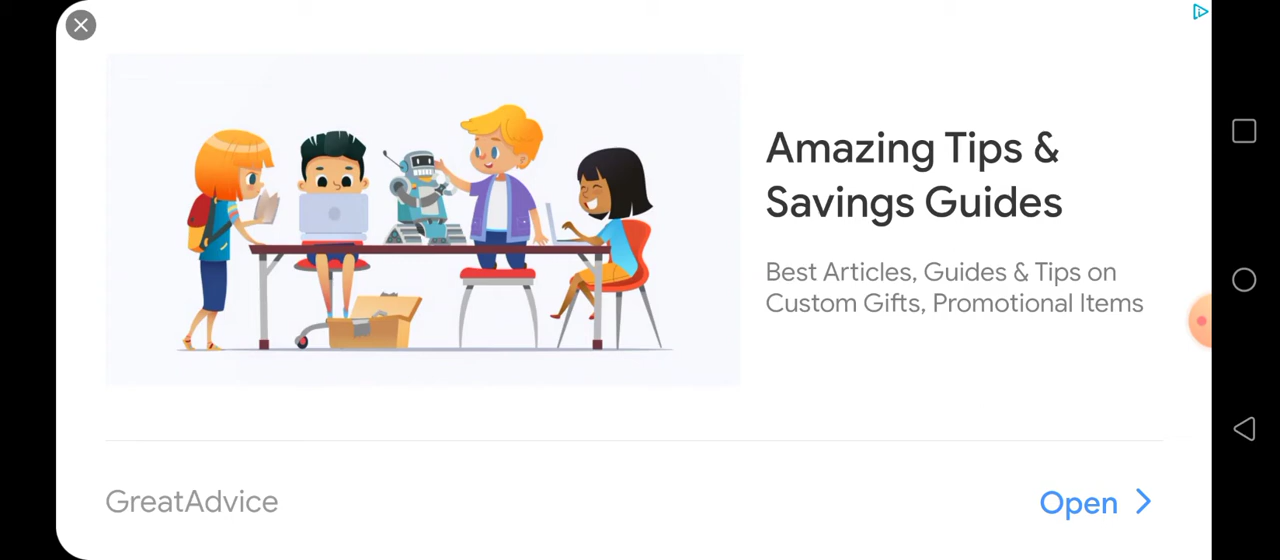 Amazing Tips &
Savings Guides
Best Articles, Guides & Tips on
Custom Gifts, Promotional Items
GreatAdvice
Open